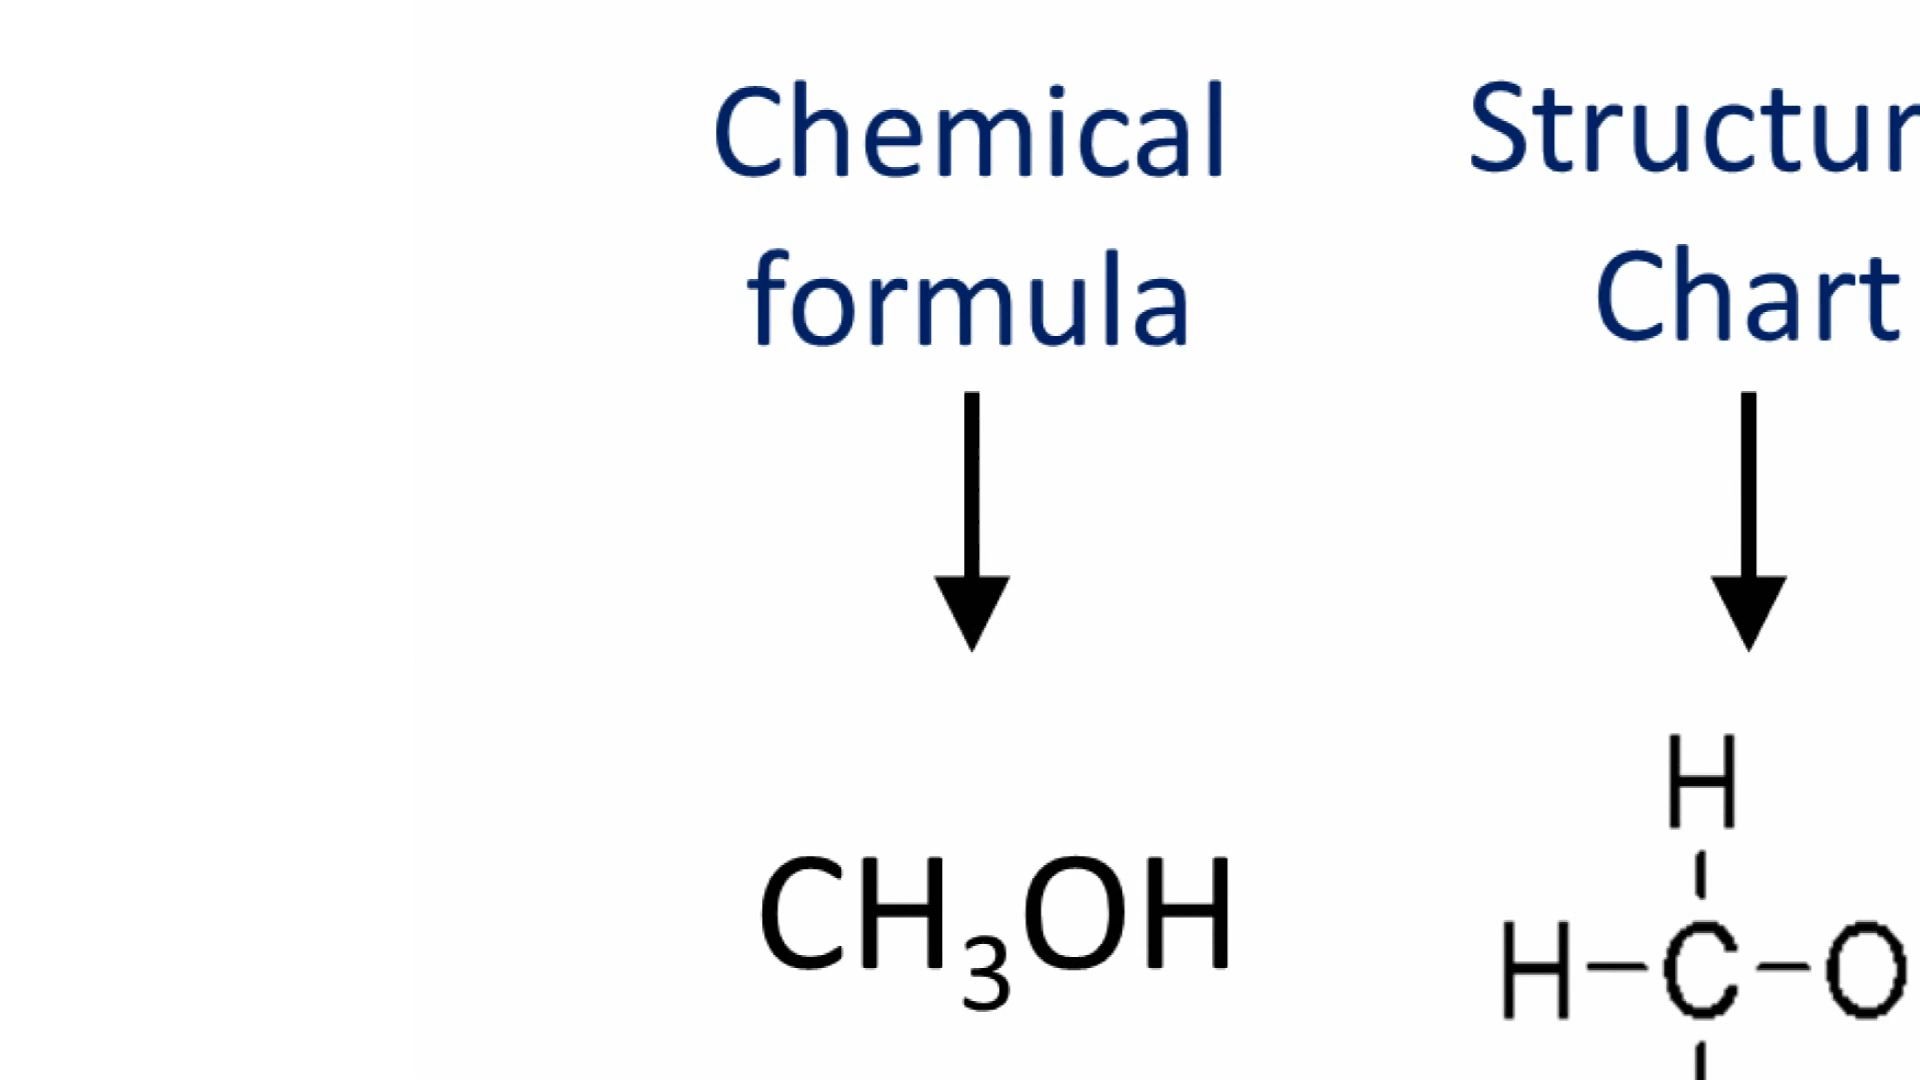 Chemical
formula
Structur
Chart
CH₃OH
H
H–C–O